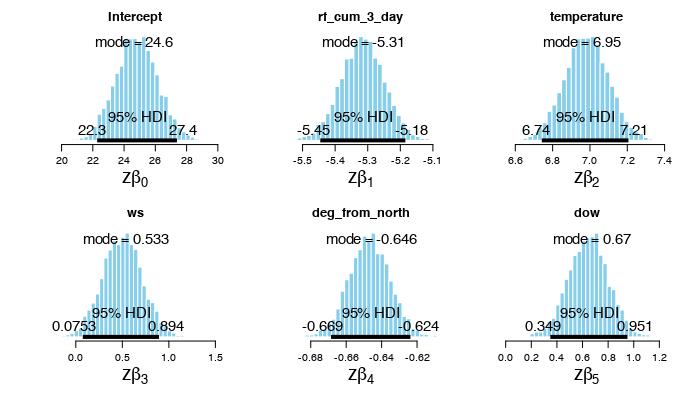 Intercept
mode = 24.6
95% HDI
22.3 27.4
20 22 24 26 28 30
zβ0
rf_cum_3_day
mode = -5.31
95% HDI
-5.45 -5.18
-5.5 -5.4 -5.3 -5.2 -5.1
zβ1
temperature
mode = 6.95
95% HDI
6.74 7.21
6.6 6.8 7.0 7.2 7.4
zβ2
ws
mode = 0.533
95% HDI
0.0753 0.894
0.0 0.5 1.0 1.5
zβ3
deg_from_north
mode = -0.646
95% HDI
-0.669 -0.624
-0.68 -0.66 -0.64 -0.62
zβ4
dow
mode = 0.67
95% HDI
0.349 0.951
0.0 0.2 0.4 0.6 0.8 1.0 1.2
zβ5